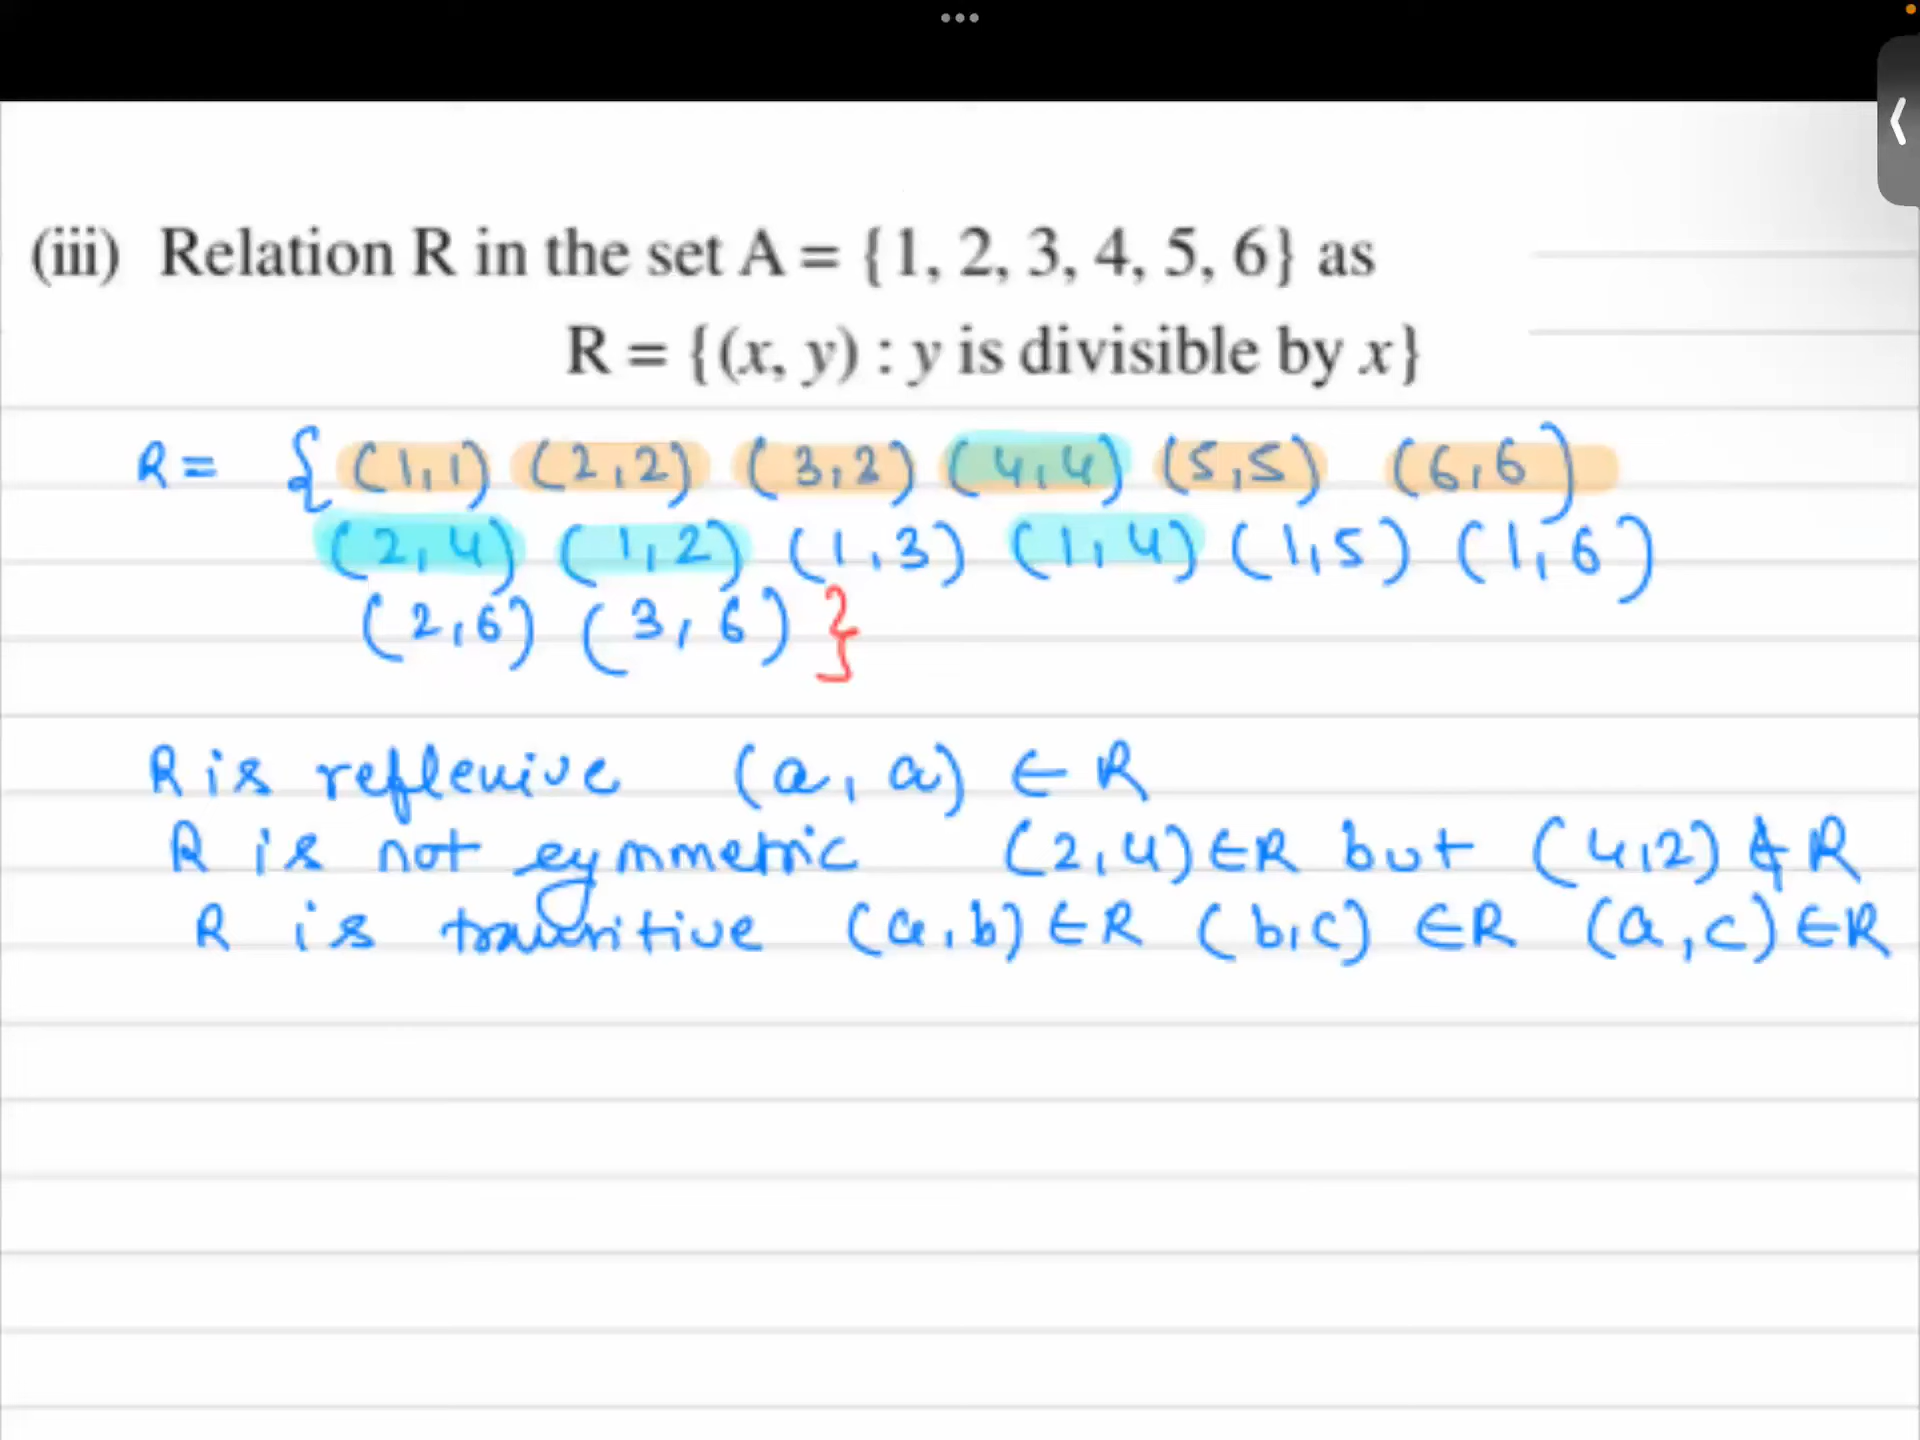 (iii) Relation R in the set A = {1, 2, 3, 4, 5, 6} as
R = {(x, y) : y is divisible by x}
R = { (1,1) (2,2) (3,2) (4,4) (5,5) (6,6)
(2,4) (1,2) (1,3) (1,4) (1,5) (1,6)
(2,6) (3,6) }
R is reflexive (a, a) ∈ R
R is not symmetric (2,4) ∈ R but (4,2) ∉ R
R is transitive (a,b) ∈ R (b,c) ∈ R (a,c) ∈ R